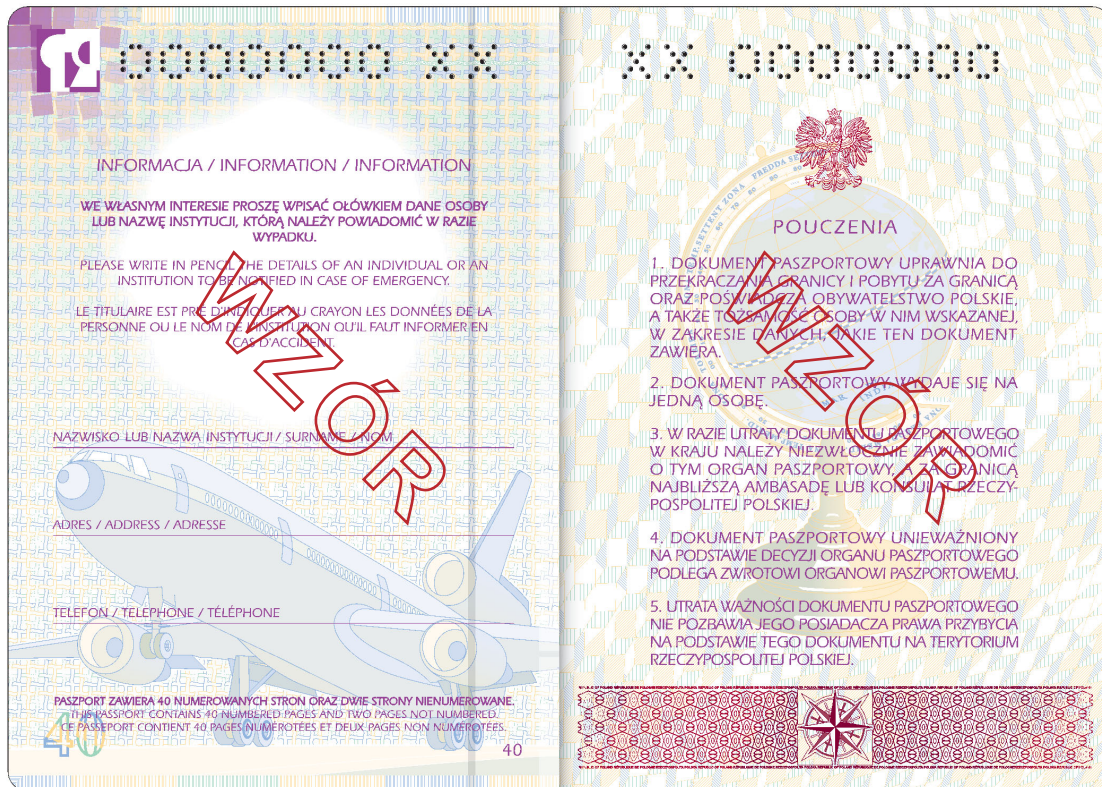 0000000 XX
INFORMACJA / INFORMATION / INFORMATION
WE WŁASNYM INTERESIE PROSZĘ WPISAĆ OŁÓWKIEM DANE OSOBY
LUB NAZWĘ INSTYTUCJI, KTÓRĄ NALEŻY POWIADOMIĆ W RAZIE
WYPADKU.
PLEASE WRITE IN PENCIL THE DETAILS OF AN INDIVIDUAL OR AN
INSTITUTION TO BE NOTIFIED IN CASE OF EMERGENCY.
LE TITULAIRE EST PRIÉ D'INDIQUER AU CRAYON LES DONNÉES DE LA
PERSONNE OU LE NOM DE L'INSTITUTION QU'IL FAUT INFORMER EN
CAS D'ACCIDENT.
WZÓR
NAZWISKO LUB NAZWA INSTYTUCJI / SURNAME / NOM
ADRES / ADDRESS / ADRESSE
TELEFON / TELEPHONE / TÉLÉPHONE
PASZPORT ZAWIERA 40 NUMEROWANYCH STRON ORAZ DWIE STRONY NIENUMEROWANE.
THIS PASSPORT CONTAINS 40 NUMBERED PAGES AND TWO PAGES NOT NUMBERED.
CE PASSEPORT CONTIENT 40 PAGES NUMÉROTÉES ET DEUX PAGES NON NUMÉROTÉES.
40
40
XX 0000000
POUCZENIA
1. DOKUMENT PASZPORTOWY UPRAWNIA DO
PRZEKRACZANIA GRANICY I POBYTU ZA GRANICĄ
ORAZ POŚWIADCZA OBYWATELSTWO POLSKIE,
A TAKŻE TOŻSAMOŚĆ OSOBY W NIM WSKAZANEJ,
W ZAKRESIE DANYCH, JAKIE TEN DOKUMENT
ZAWIERA.
2. DOKUMENT PASZPORTOWY WYDAJE SIĘ NA
JEDNĄ OSOBĘ.
3. W RAZIE UTRATY DOKUMENTU PASZPORTOWEGO
W KRAJU NALEŻY NIEZWŁOCZNIE ZAWIADOMIĆ
O TYM ORGAN PASZPORTOWY, A ZA GRANICĄ
NAJBLIŻSZĄ AMBASADĘ LUB KONSULAT RZECZY-
POSPOLITEJ POLSKIEJ.
4. DOKUMENT PASZPORTOWY UNIEWAŻNIONY
NA PODSTAWIE DECYZJI ORGANU PASZPORTOWEGO
PODLEGA ZWROTOWI ORGANOWI PASZPORTOWEMU.
5. UTRATA WAŻNOŚCI DOKUMENTU PASZPORTOWEGO
NIE POZBAWIA JEGO POSIADACZA PRAWA PRZYBYCIA
NA PODSTAWIE TEGO DOKUMENTU NA TERYTORIUM
RZECZYPOSPOLITEJ POLSKIEJ.
WZÓR